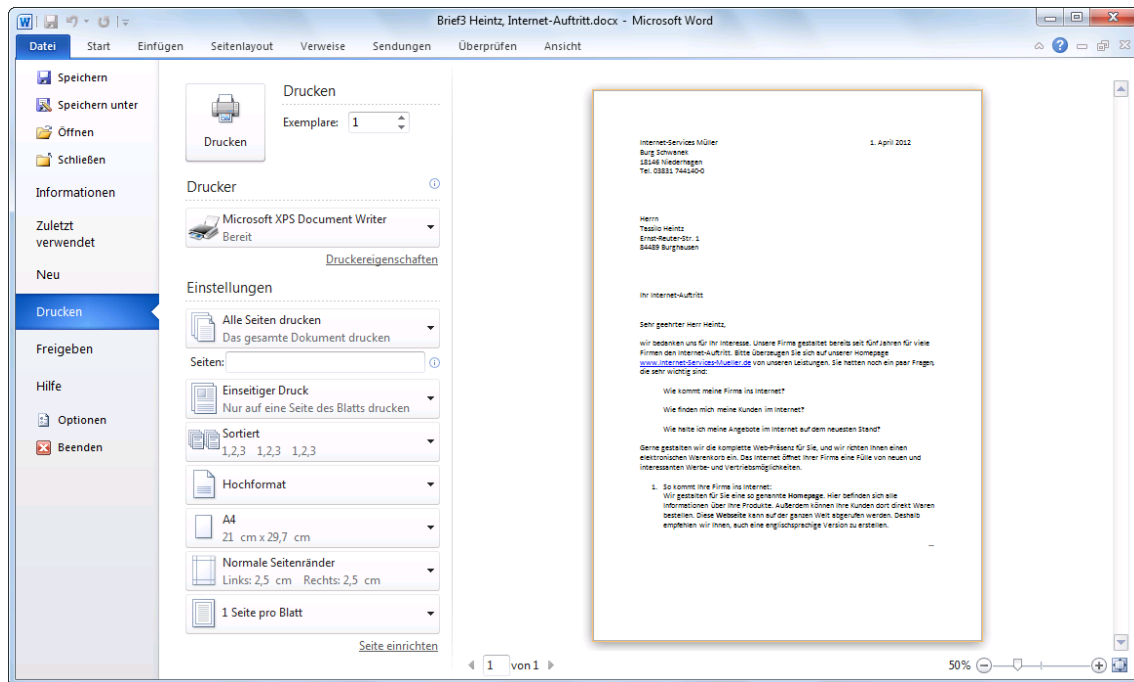 Brief3 Heintz, Internet-Auftritt.docx - Microsoft Word
Datei Start Einfügen Seitenlayout Verweise Sendungen Überprüfen Ansicht
Speichern
Speichern unter
Öffnen
Schließen
Informationen
Zuletzt
verwendet
Neu
Drucken
Freigeben
Hilfe
Optionen
Beenden
Drucken
Drucken
Exemplare: 1
Drucker
Microsoft XPS Document Writer
Bereit
Druckereigenschaften
Einstellungen
Alle Seiten drucken
Das gesamte Dokument drucken
Seiten:
Einseitiger Druck
Nur auf eine Seite des Blatts drucken
Sortiert
1,2,3 1,2,3 1,2,3
Hochformat
A4
21 cm x 29,7 cm
Normale Seitenränder
Links: 2,5 cm Rechts: 2,5 cm
1 Seite pro Blatt
Seite einrichten
Internet-Services Müller 1. April 2012
Burg Schwanek
18146 Niederhagen
Tel. 03831 744140-0
Herrn
Tassilo Heintz
Ernst-Reuter-Str. 1
84489 Burghausen
Ihr Internet-Auftritt
Sehr geehrter Herr Heintz,
wir bedanken uns für Ihr Interesse. Unsere Firma gestaltet bereits seit fünf Jahren für viele
Firmen den Internet-Auftritt. Bitte überzeugen Sie sich auf unserer Homepage
www.Internet-Services-Mueller.de von unseren Leistungen. Sie hatten noch ein paar Fragen,
die sehr wichtig sind:
Wie kommt meine Firma ins Internet?
Wie finden mich meine Kunden im Internet?
Wie halte ich meine Angebote im Internet auf dem neuesten Stand?
Gerne gestalten wir die komplette Web-Präsenz für Sie, und wir richten Ihnen einen
elektronischen Warenkorb ein. Das Internet öffnet Ihrer Firma eine Fülle von neuen und
interessanten Werbe- und Vertriebsmöglichkeiten.
1. So kommt Ihre Firma ins Internet:
Wir gestalten für Sie eine so genannte Homepage. Hier befinden sich alle
Informationen über Ihre Produkte. Außerdem können Ihre Kunden dort direkt Waren
bestellen. Diese Webseite kann auf der ganzen Welt abgerufen werden. Deshalb
empfehlen wir Ihnen, auch eine englischsprachige Version zu erstellen.
1 von 1
50%